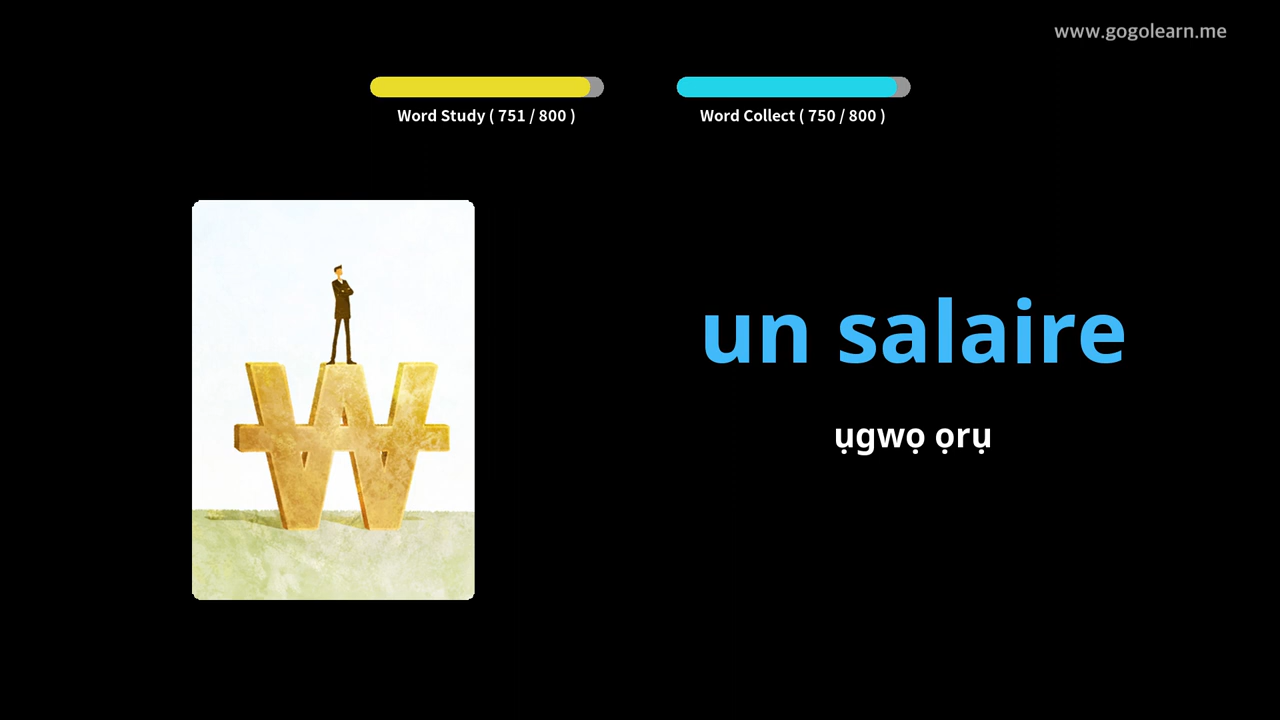 www.gogolearn.me
Word Study ( 751 / 800 )
Word Collect ( 750 / 800 )
un salaire
ụgwọ ọrụ